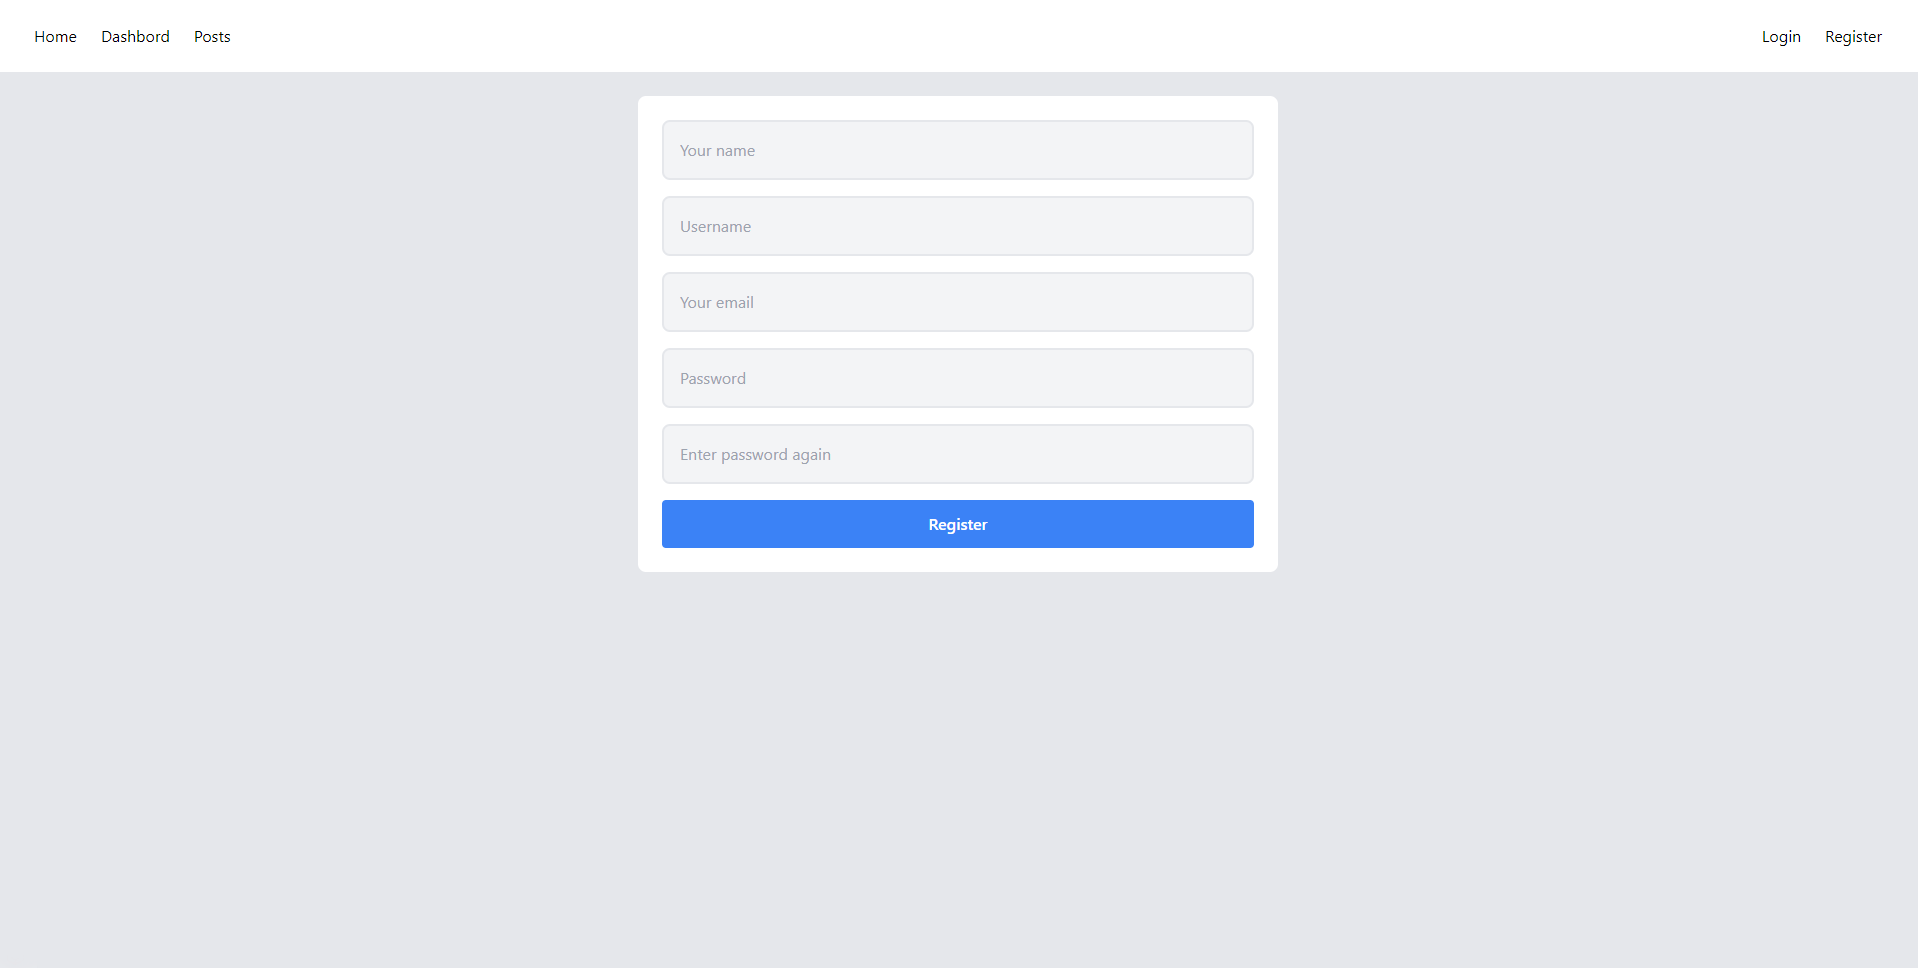 Home Dashbord Posts Login Register
Your name
Username
Your email
Password
Enter password again
Register